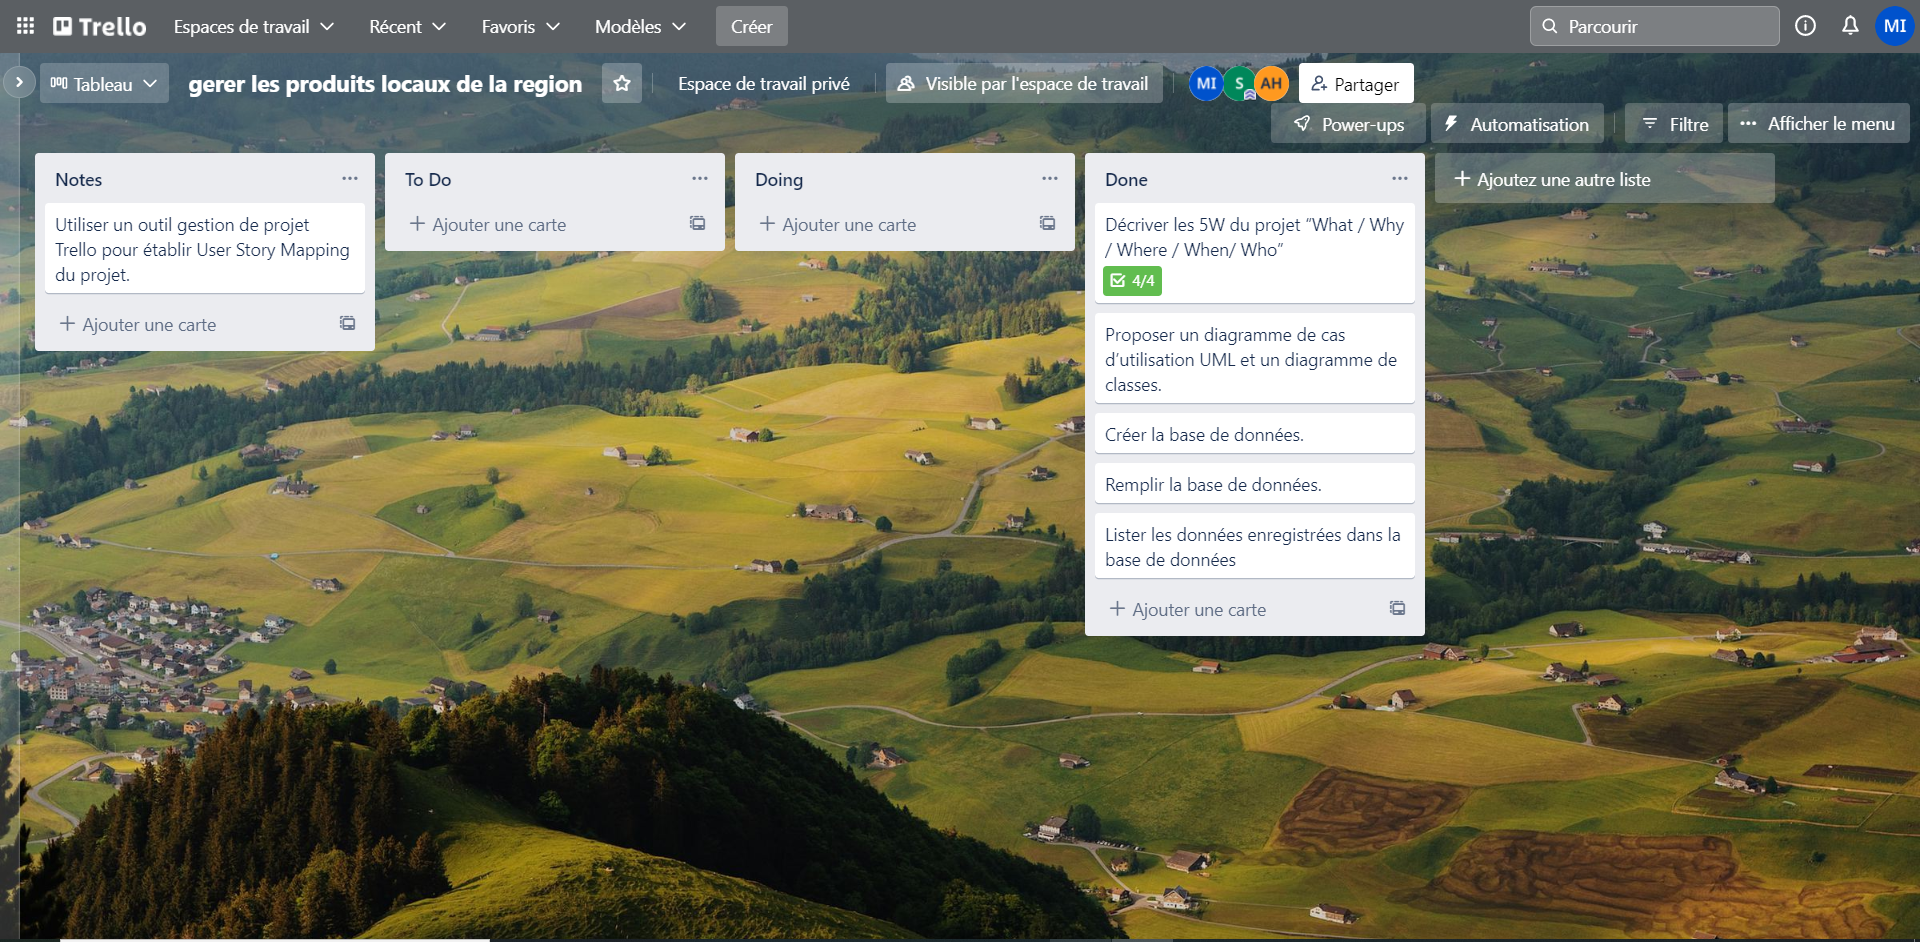 Trello
Espaces de travail
Récent
Favoris
Modèles
Créer
Parcourir
MI
Tableau
gerer les produits locaux de la region
Espace de travail privé
Visible par l'espace de travail
MI
S
AH
Partager
Power-ups
Automatisation
Filtre
Afficher le menu
Notes
Utiliser un outil gestion de projet
Trello pour établir User Story Mapping
du projet.
+ Ajouter une carte
To Do
+ Ajouter une carte
Doing
+ Ajouter une carte
Done
Décriver les 5W du projet “What / Why
/ Where / When/ Who”
4/4
Proposer un diagramme de cas
d’utilisation UML et un diagramme de
classes.
Créer la base de données.
Remplir la base de données.
Lister les données enregistrées dans la
base de données
+ Ajouter une carte
+ Ajoutez une autre liste